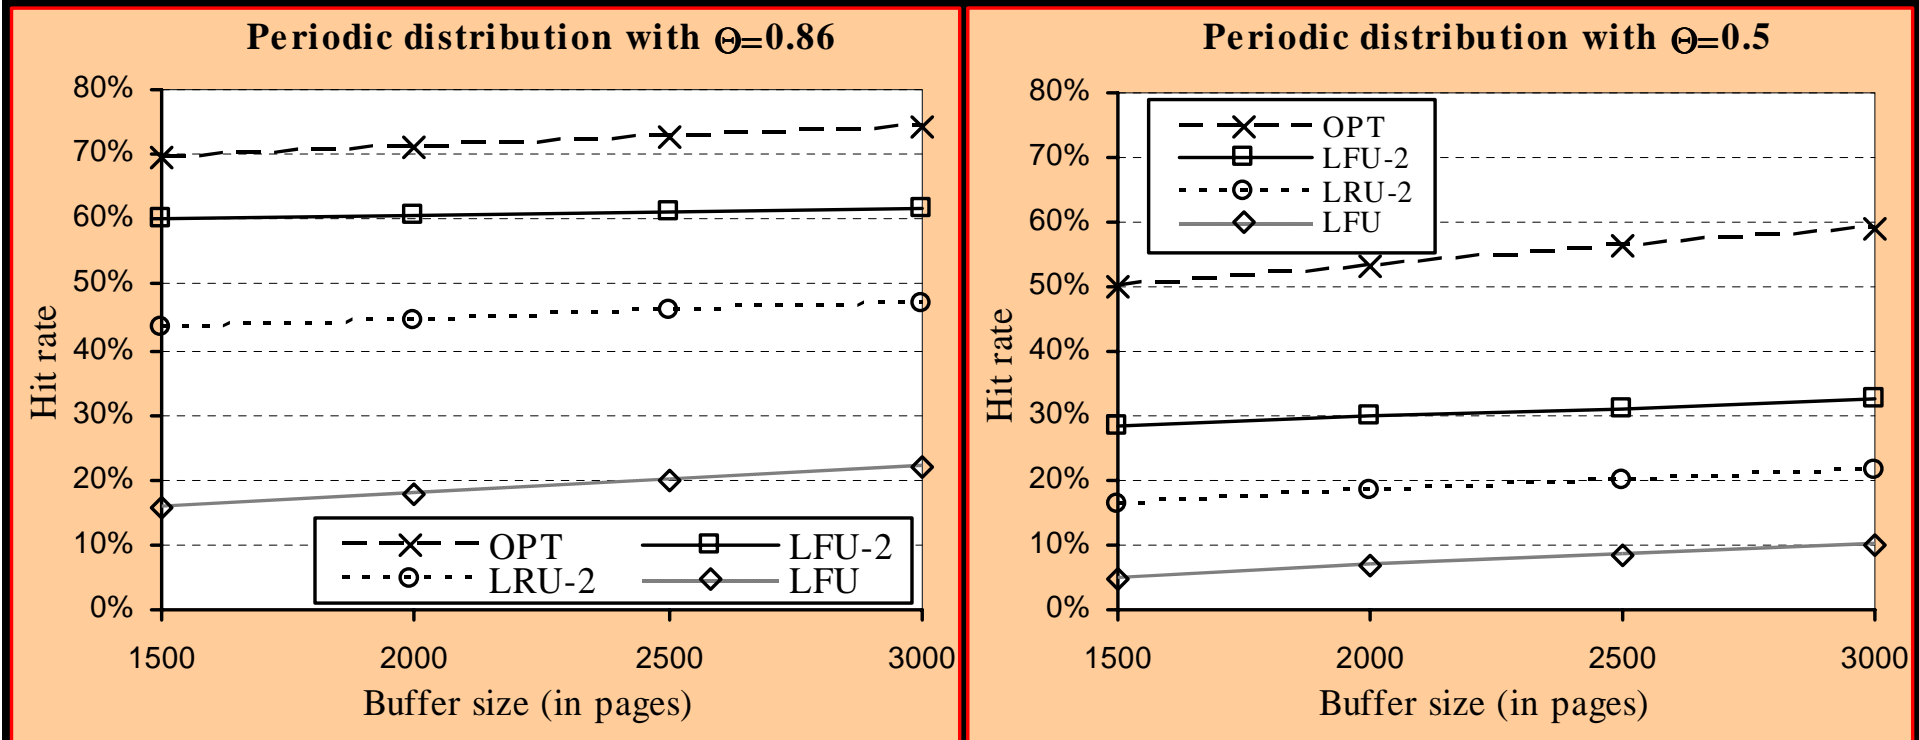 Periodic distribution with Θ=0.86
80%
70%
60%
50%
40%
30%
20%
10%
0%
Hit rate
OPT LFU-2
LRU-2 LFU
1500 2000 2500 3000
Buffer size (in pages)
Periodic distribution with Θ=0.5
80%
70%
60%
50%
40%
30%
20%
10%
0%
Hit rate
OPT
LFU-2
LRU-2
LFU
1500 2000 2500 3000
Buffer size (in pages)